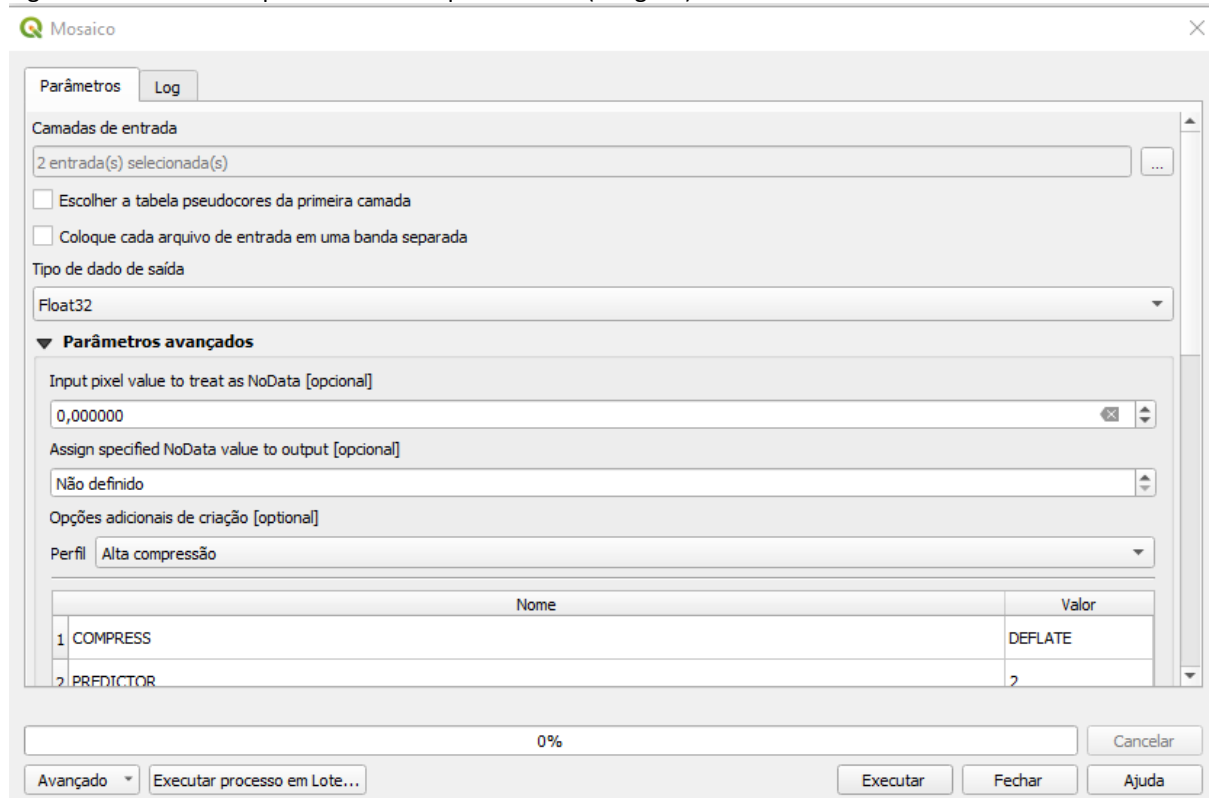 Mosaico
Parâmetros Log
Camadas de entrada
2 entrada(s) selecionada(s)
...
Escolher a tabela pseudocores da primeira camada
Coloque cada arquivo de entrada em uma banda separada
Tipo de dado de saída
Float32
Parâmetros avançados
Input pixel value to treat as NoData [opcional]
0,000000
Assign specified NoData value to output [opcional]
Não definido
Opções adicionais de criação [optional]
Perfil Alta compressão
Nome Valor
1 COMPRESS DEFLATE
2 PREDICTOR 2
0% Cancelar
Avançado Executar processo em Lote... Executar Fechar Ajuda